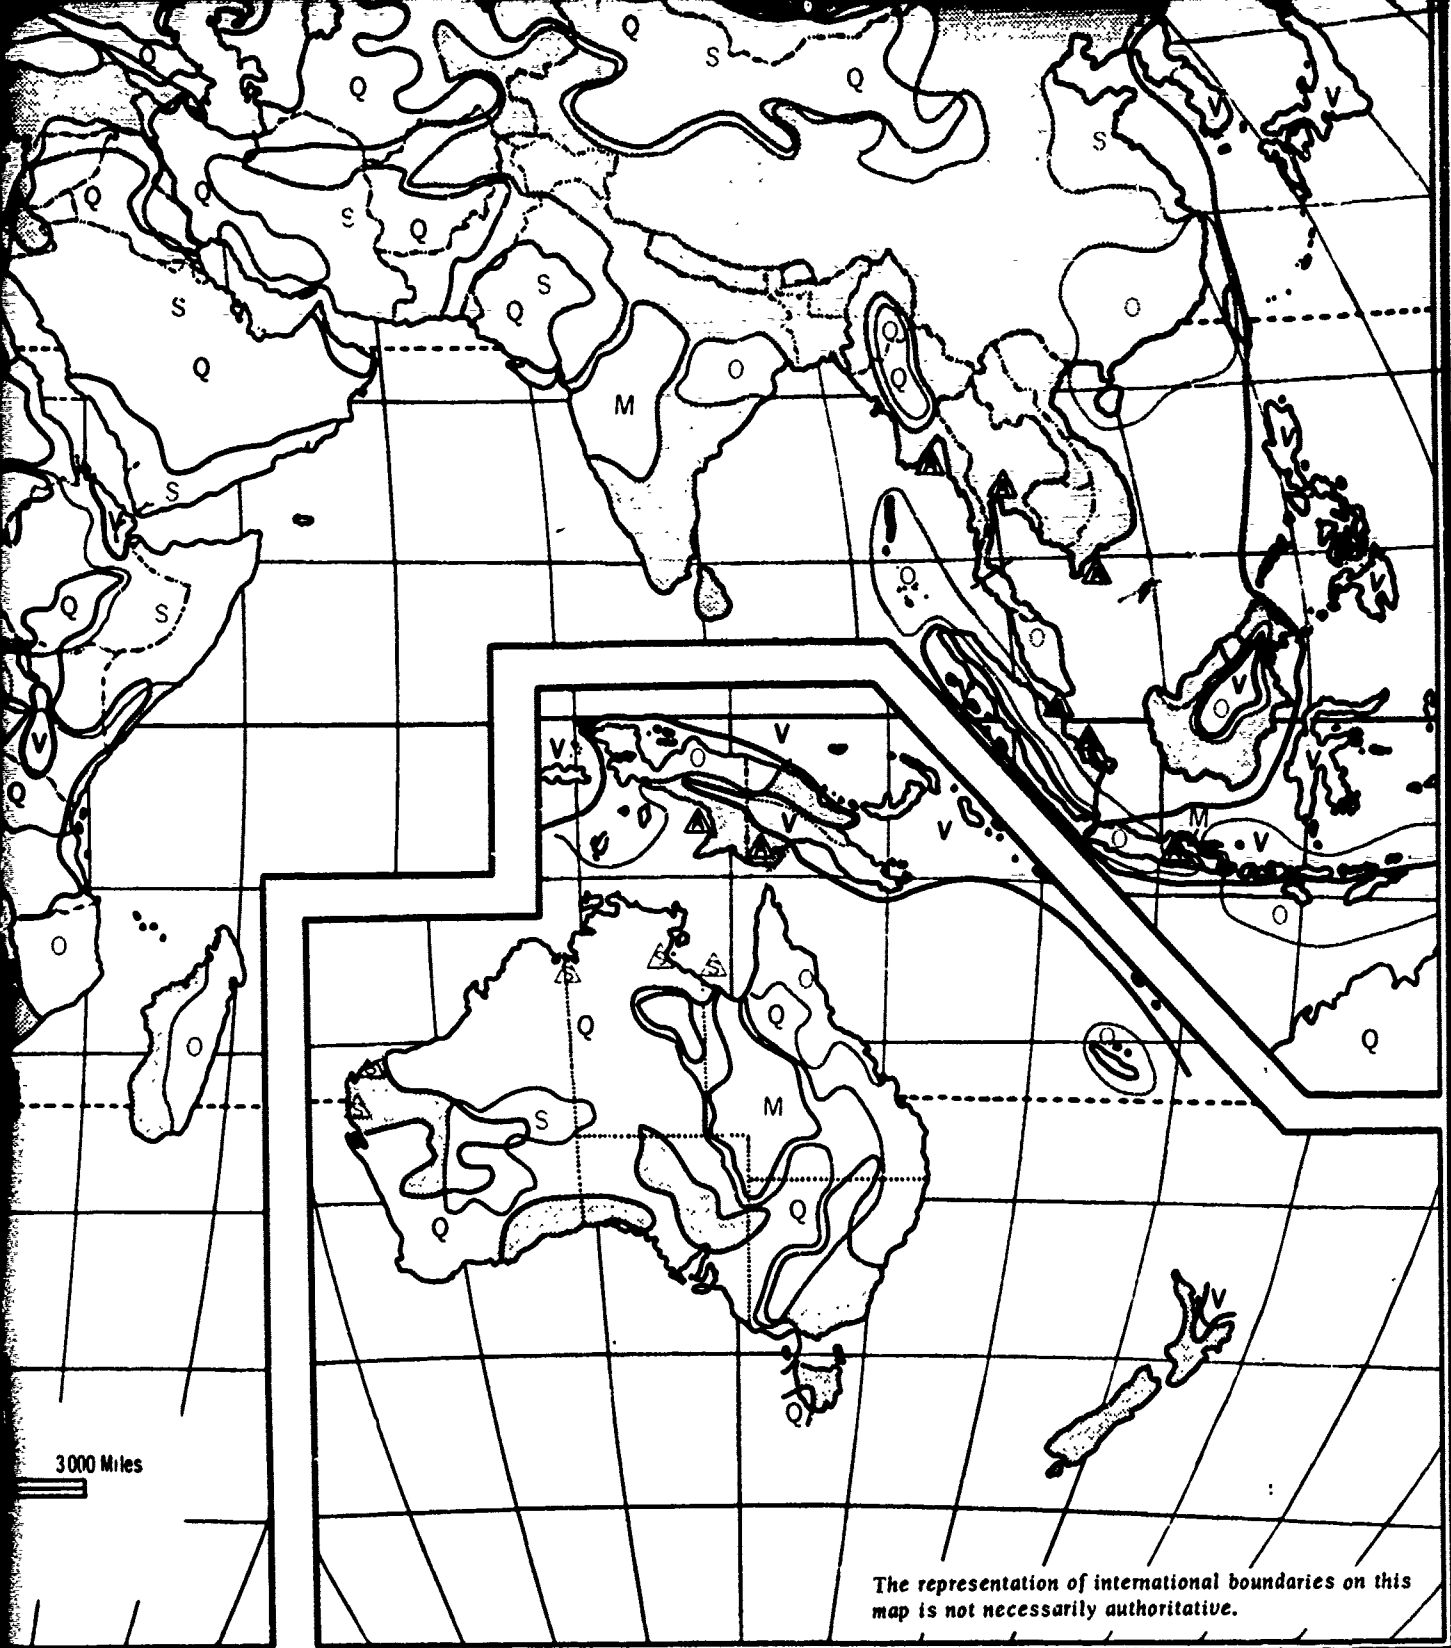 Q
S
Q
Q
Q
V
V
S
Q
Q
S
Q
S
Q
S
Q
O
O
Q
O
M
Q
V
S
V
Q
S
O
V
O
V
O
V
Q
V
V
O
V
V
V
M
O
V
O
O
S
S
S
O
Q
Q
O
Q
O
S
S
M
S
Q
Q
V
Q
3000 Miles
The representation of international boundaries on this
map is not necessarily authoritative.